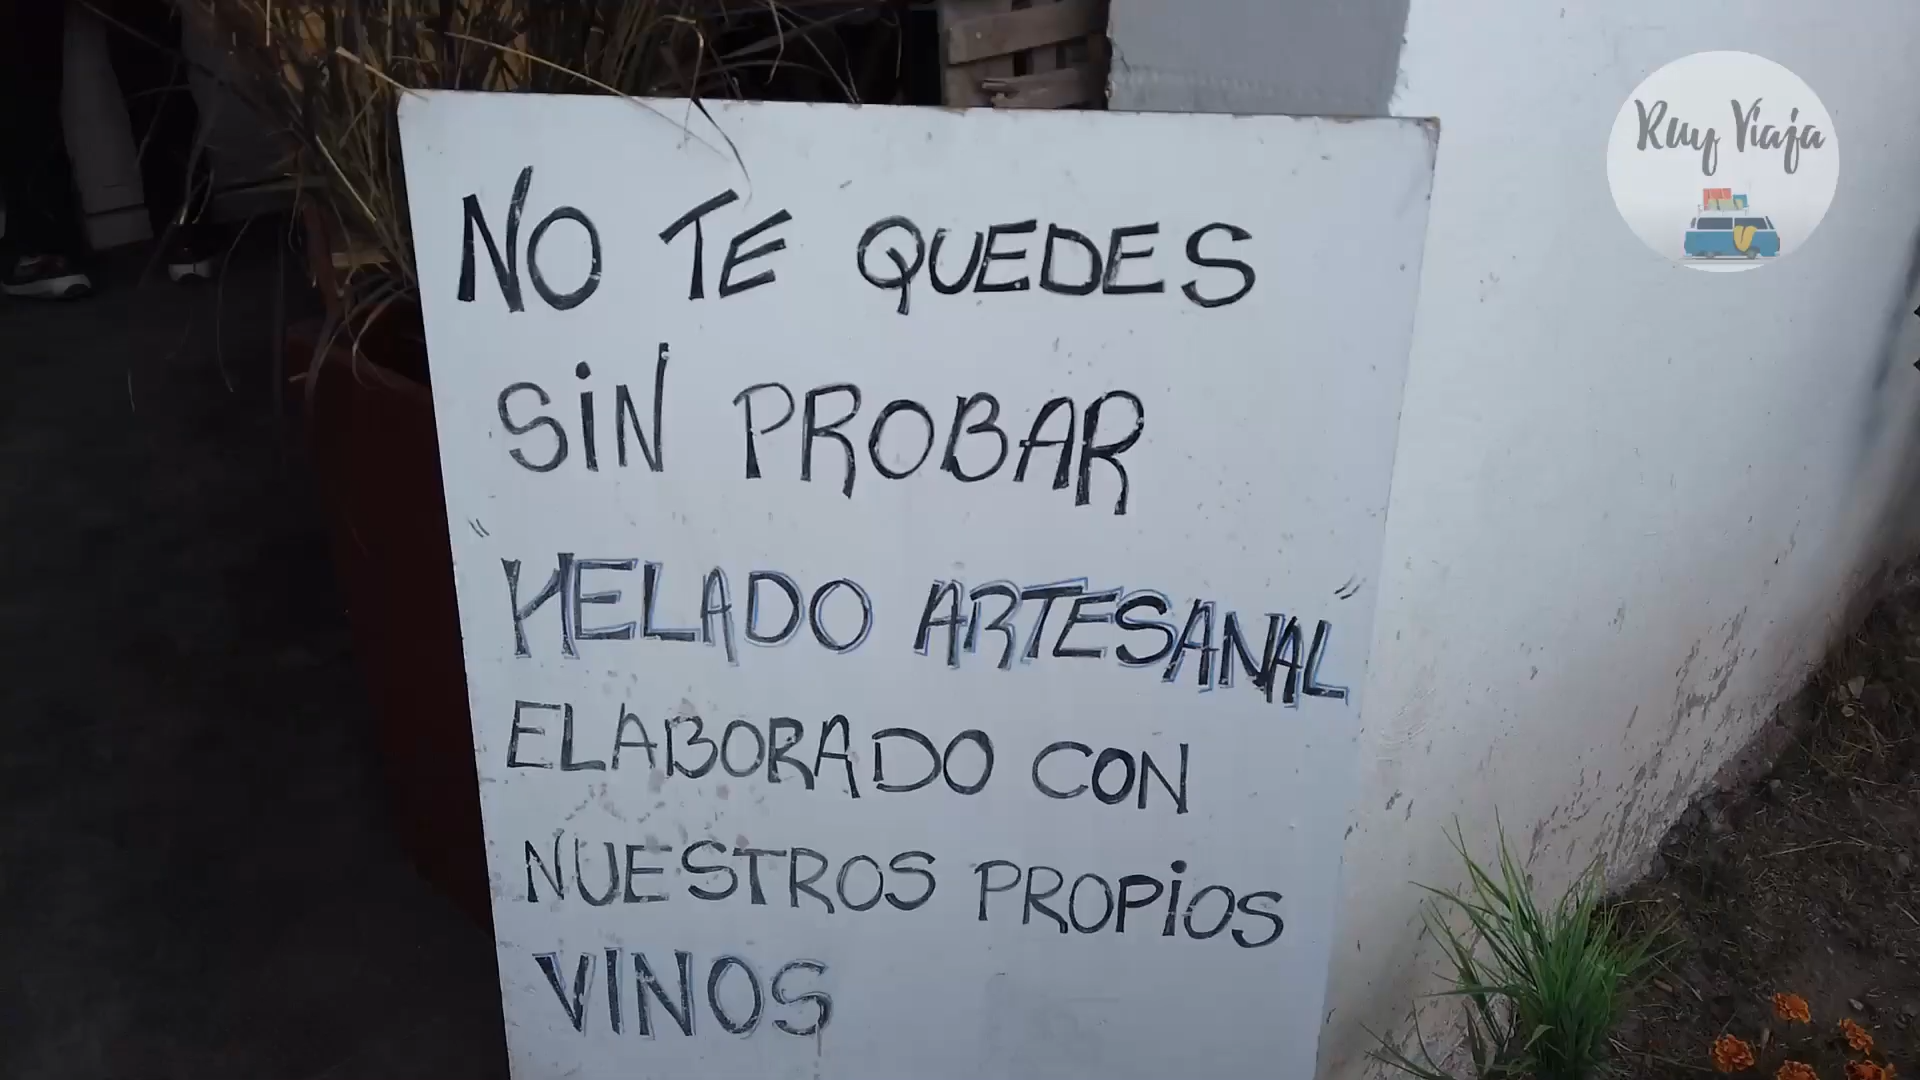 Ruy Viaja
NO TE QUEDES
SIN PROBAR
"HELADO ARTESANAL"
ELABORADO CON
NUESTROS PROPIOS
VINOS